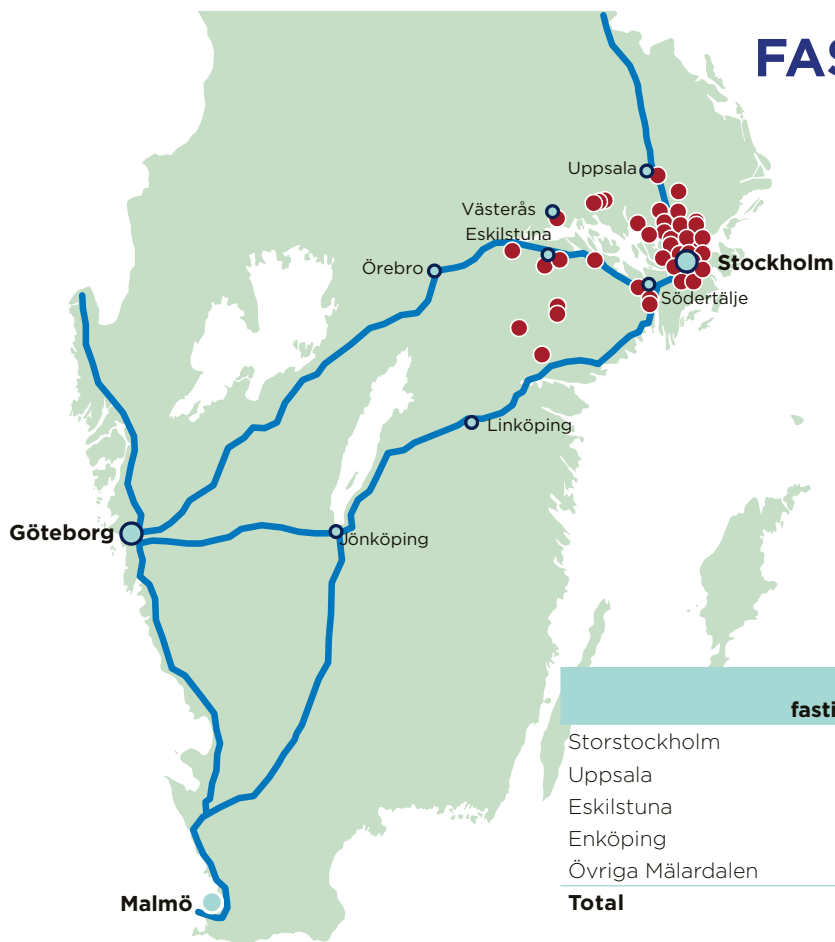 FAS
Uppsala
Västerås
Eskilstuna
Örebro
Stockholm
Södertälje
Linköping
Göteborg
Jönköping
fasti
Storstockholm
Uppsala
Eskilstuna
Enköping
Övriga Mälardalen
Malmö
Total